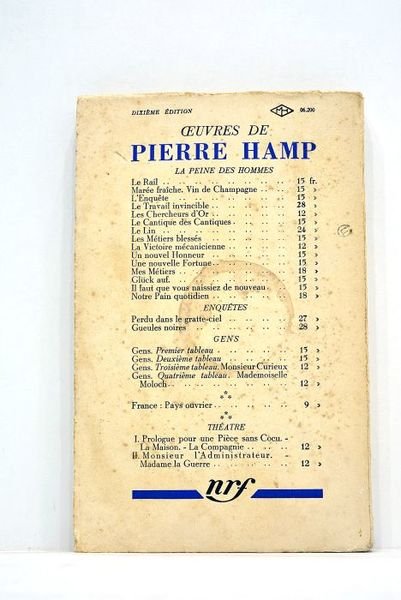 DIXIÈME ÉDITION MH 06.200
ŒUVRES DE
PIERRE HAMP
LA PEINE DES HOMMES
Le Rail .. .. .. .. .. .. .. .. 15 fr.
Marée fraîche. Vin de Champagne .. .. 15 »
L'Enquête .. .. .. .. .. .. .. 15 »
Le Travail invincible .. .. .. .. .. 28 »
Les Chercheurs d'Or .. .. .. .. .. 12 »
Le Cantique des Cantiques .. .. .. .. 15 »
Le Lin .. .. .. .. .. .. .. .. 24 »
Les Métiers blessés .. .. .. .. .. 15 »
La Victoire mécanicienne .. .. .. .. 12 »
Un nouvel Honneur .. .. .. .. .. 15 »
Une nouvelle Fortune .. .. .. .. .. 15 »
Mes Métiers .. .. .. .. .. .. .. 18 »
Glück auf. .. .. .. .. .. .. .. 15 »
Il faut que vous naissiez de nouveau .. 15 »
Notre Pain quotidien .. .. .. .. .. 18 »
ENQUÊTES
Perdu dans le gratte-ciel .. .. .. .. 27 »
Gueules noires .. .. .. .. .. .. 28 »
GENS
Gens. Premier tableau .. .. .. .. .. 15 »
Gens. Deuxième tableau .. .. .. .. .. 15 »
Gens. Troisième tableau. Monsieur Curieux 12 »
Gens. Quatrième tableau. Mademoiselle
Moloch .. .. .. .. .. .. .. .. 12 »
France : Pays ouvrier .. .. .. .. .. 9 »
THÉATRE
I. Prologue pour une Pièce sans Cocu. -
La Maison. - La Compagnie .. .. .. 12 »
II. Monsieur l'Administrateur. -
Madame la Guerre .. .. .. .. .. 12 »
nrf